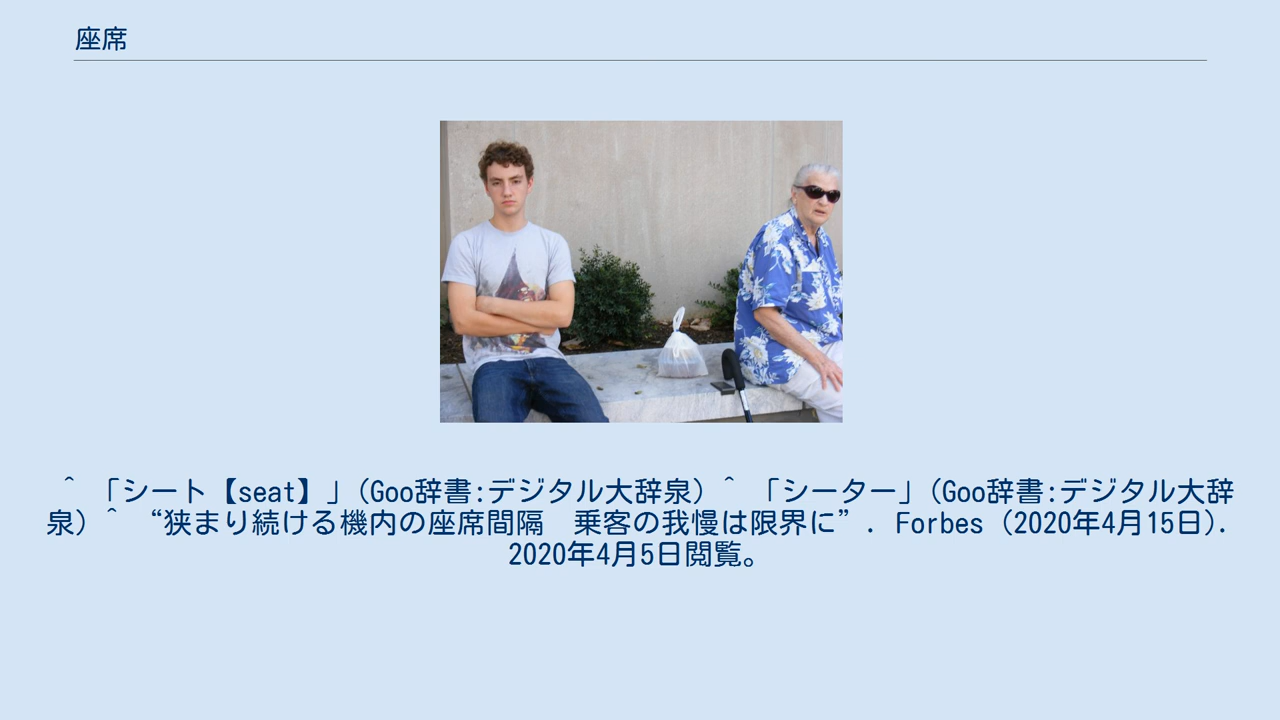 座席
^ 「シート【seat】」（Goo辞書:デジタル大辞泉）^ 「シーター」（Goo辞書:デジタル大辞
泉）^ “狭まり続ける機内の座席間隔　乗客の我慢は限界に”. Forbes (2020年4月15日).
2020年4月5日閲覧。